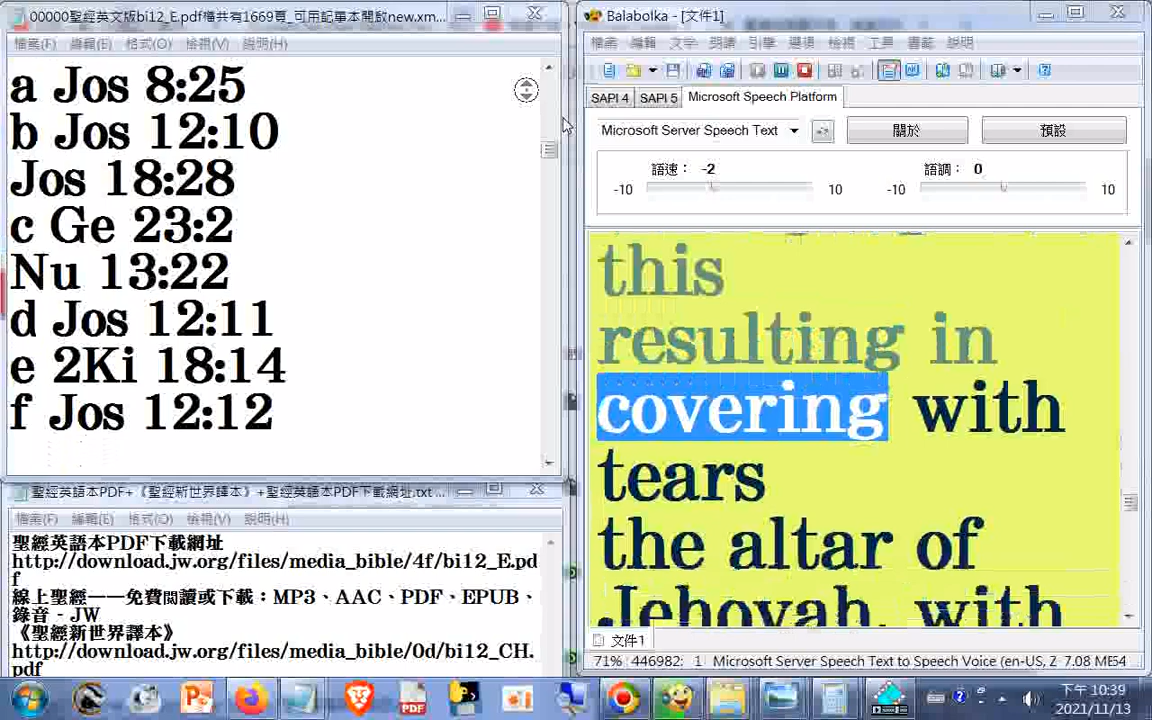 00000聖經英文版bi12_E.pdf檔共有1669頁_可用記事本開啟new.xm...
檔案(F) 編輯(E) 格式(O) 檢視(V) 說明(H)
a Jos 8:25
b Jos 12:10
Jos 18:28
c Ge 23:2
Nu 13:22
d Jos 12:11
e 2Ki 18:14
f Jos 12:12
聖經英語本PDF+《聖經新世界譯本》+聖經英語本PDF下載網址.txt ...
檔案(F) 編輯(E) 格式(O) 檢視(V) 說明(H)
聖經英語本PDF下載網址
http://download.jw.org/files/media_bible/4f/bi12_E.pd
f
線上聖經——免費閱讀或下載：MP3、AAC、PDF、EPUB、
錄音 - JW
《聖經新世界譯本》
http://download.jw.org/files/media_bible/0d/bi12_CH.
pdf
Balabolka - [文件1]
檔案 編輯 文字 朗讀 引擎 選項 檢視 工具 書籤 說明
SAPI 4 SAPI 5 Microsoft Speech Platform
Microsoft Server Speech Text 關於 預設
語速： -2 語調： 0
-10 10 -10 10
this
resulting in
covering with
tears
the altar of
Jehovah, with
文件1
71% 446982: 1 Microsoft Server Speech Text to Speech Voice (en-US, Z 7.08 ME54
下午 10:39
2021/11/13